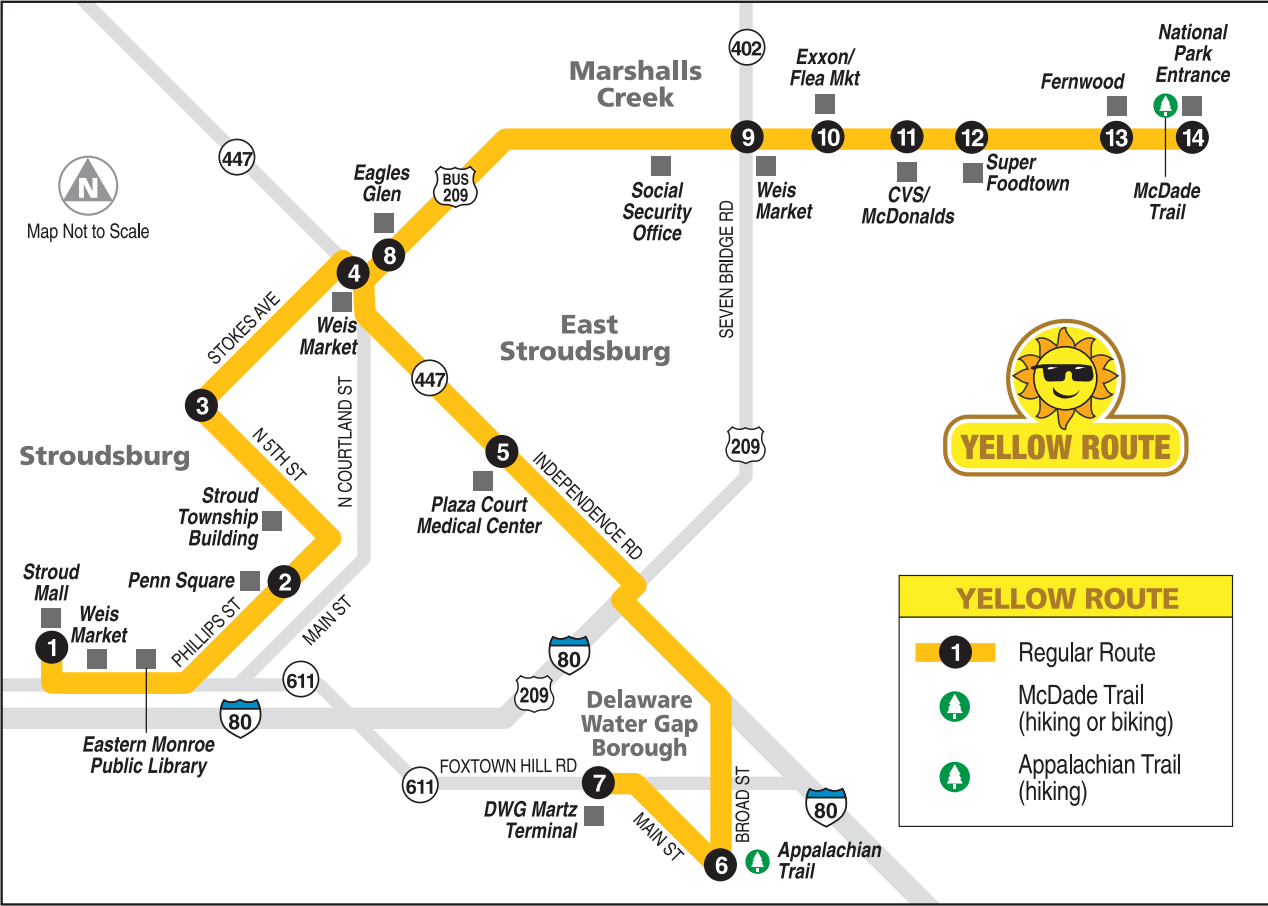 402
National
Park
Entrance
Exxon/
Flea Mkt
Fernwood
Marshalls
Creek
9
10
11
12
13
14
447
N
Map Not to Scale
Eagles
Glen
BUS
209
Social
Security
Office
Weis
Market
CVS/
McDonalds
Super
Foodtown
McDade
Trail
8
4
Weis
Market
STOKES AVE
SEVEN BRIDGE RD
East
Stroudsburg
447
3
N COURTLAND ST
N 5TH ST
Stroudsburg
5
Plaza Court
Medical Center
INDEPENDENCE RD
209
YELLOW ROUTE
Stroud
Township
Building
Penn Square
2
Stroud
Mall
Weis
Market
1
PHILLIPS ST
MAIN ST
611
80
Eastern Monroe
Public Library
80
209
Delaware
Water Gap
Borough
FOXTOWN HILL RD
611
7
DWG Martz
Terminal
MAIN ST
BROAD ST
80
6
Appalachian
Trail
YELLOW ROUTE
1
Regular Route
McDade Trail
(hiking or biking)
Appalachian Trail
(hiking)